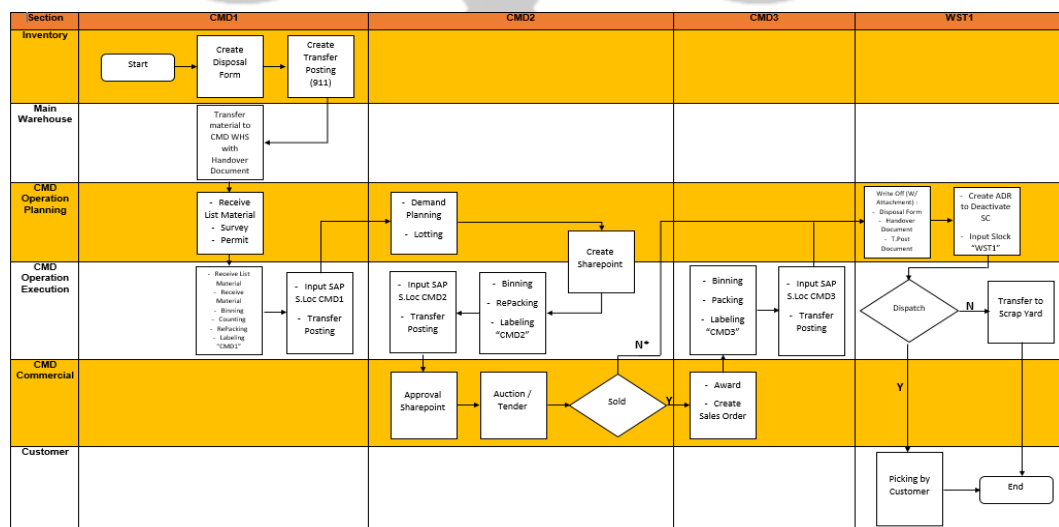 Section
CMD1
CMD2
CMD3
WST1
Inventory
Start
Create
Disposal
Form
Create
Transfer
Posting
(911)
Main
Warehouse
Transfer
material to
CMD WHS
with
Handover
Document
CMD
Operation
Planning
- Receive
List Material
- Survey
- Permit
- Demand
Planning
- Lotting
Create
Sharepoint
Write Off (W/
Attachment) :
- Disposal Form
- Handover
Document
- T.Post
Document
- Create ADR
to Deactivate
SC
- Input Slock
"WST1"
CMD
Operation
Execution
- Receive List
Material
- Receive
Material
- Binning
- Counting
- RePacking
- Labeling
"CMD1"
- Input SAP
S.Loc CMD1
- Transfer
Posting
- Input SAP
S.Loc CMD2
- Transfer
Posting
- Binning
- RePacking
- Labeling
"CMD2"
N*
- Binning
- Packing
- Labeling
"CMD3"
- Input SAP
S.Loc CMD3
- Transfer
Posting
Dispatch
N
Transfer to
Scrap Yard
CMD
Commercial
Approval
Sharepoint
Auction /
Tender
Sold
Y
- Award
- Create
Sales Order
Y
Customer
Picking by
Customer
End